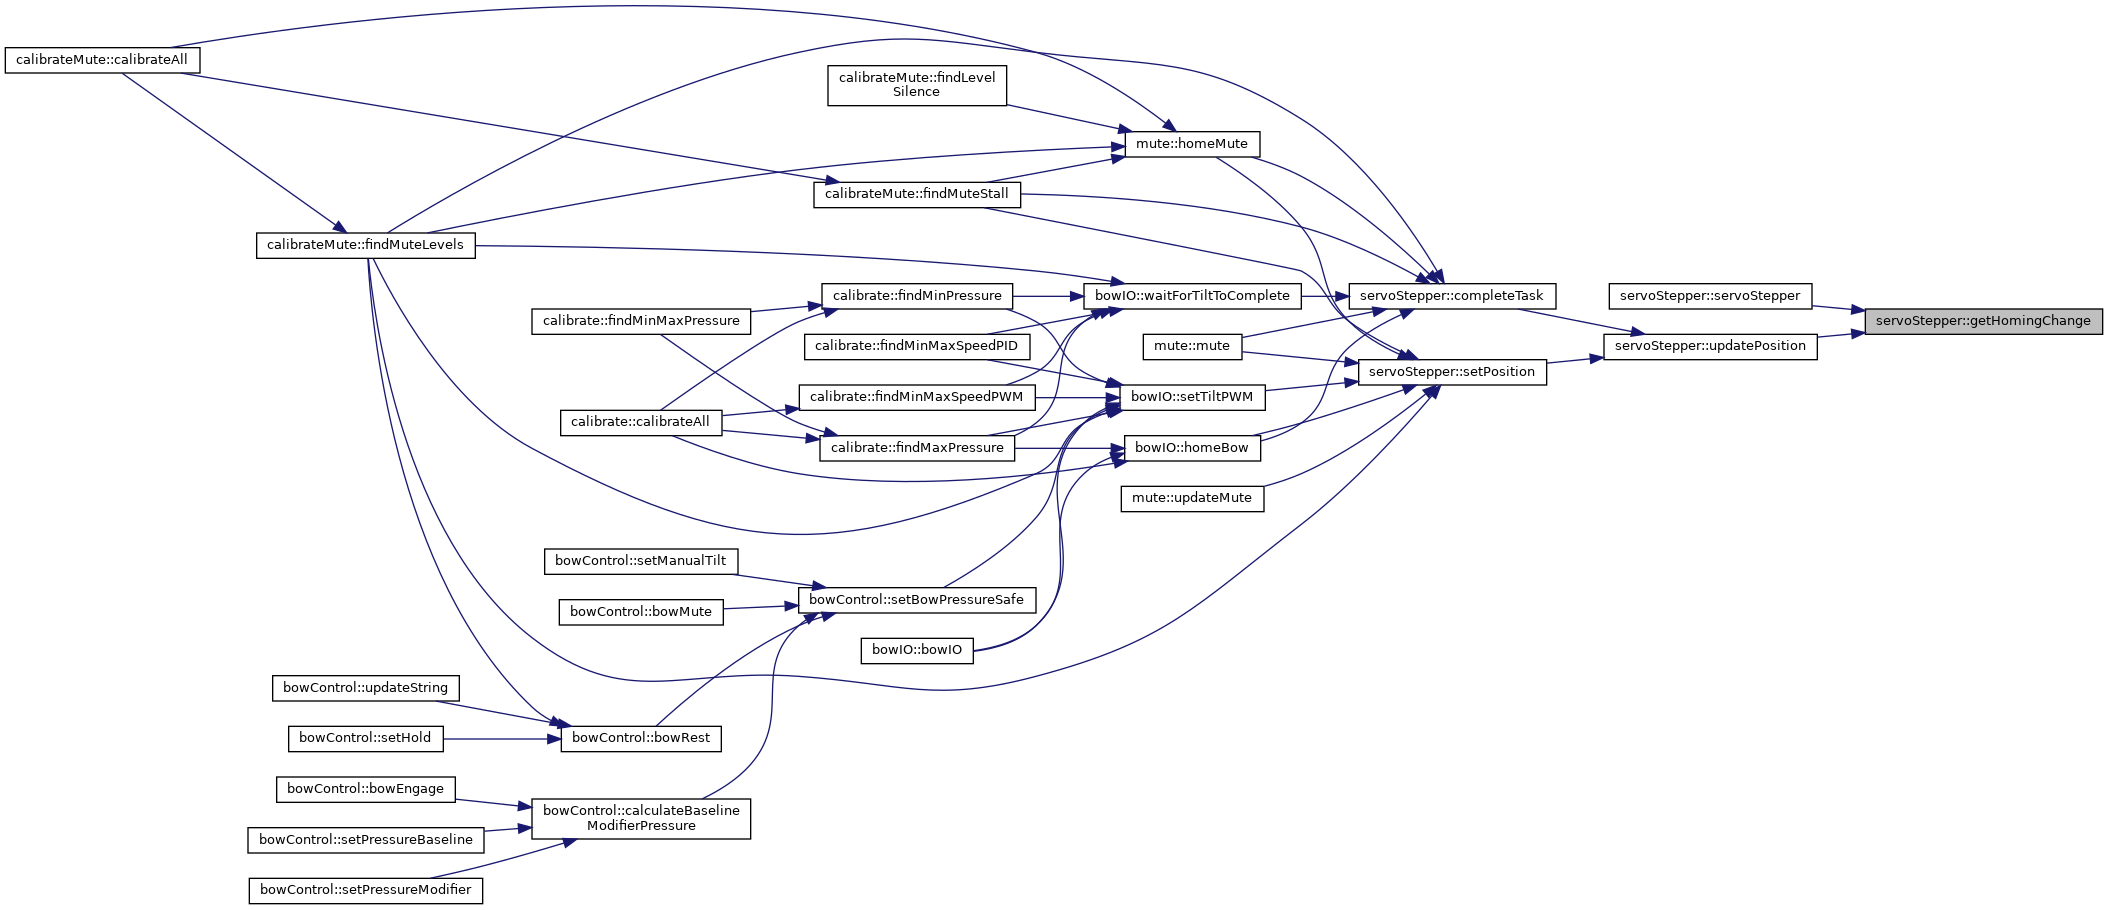 calibrateMute::calibrateAll
calibrateMute::findLevel
Silence
mute::homeMute
calibrateMute::findMuteStall
calibrateMute::findMuteLevels
calibrate::findMinPressure
bowIO::waitForTiltToComplete
servoStepper::completeTask
servoStepper::servoStepper
calibrate::findMinMaxPressure
servoStepper::getHomingChange
calibrate::findMinMaxSpeedPID
mute::mute
servoStepper::updatePosition
servoStepper::setPosition
calibrate::findMinMaxSpeedPWM
bowIO::setTiltPWM
calibrate::calibrateAll
calibrate::findMaxPressure
bowIO::homeBow
mute::updateMute
bowControl::setManualTilt
bowControl::setBowPressureSafe
bowControl::bowMute
bowIO::bowIO
bowControl::updateString
bowControl::setHold
bowControl::bowRest
bowControl::bowEngage
bowControl::calculateBaseline
ModifierPressure
bowControl::setPressureBaseline
bowControl::setPressureModifier